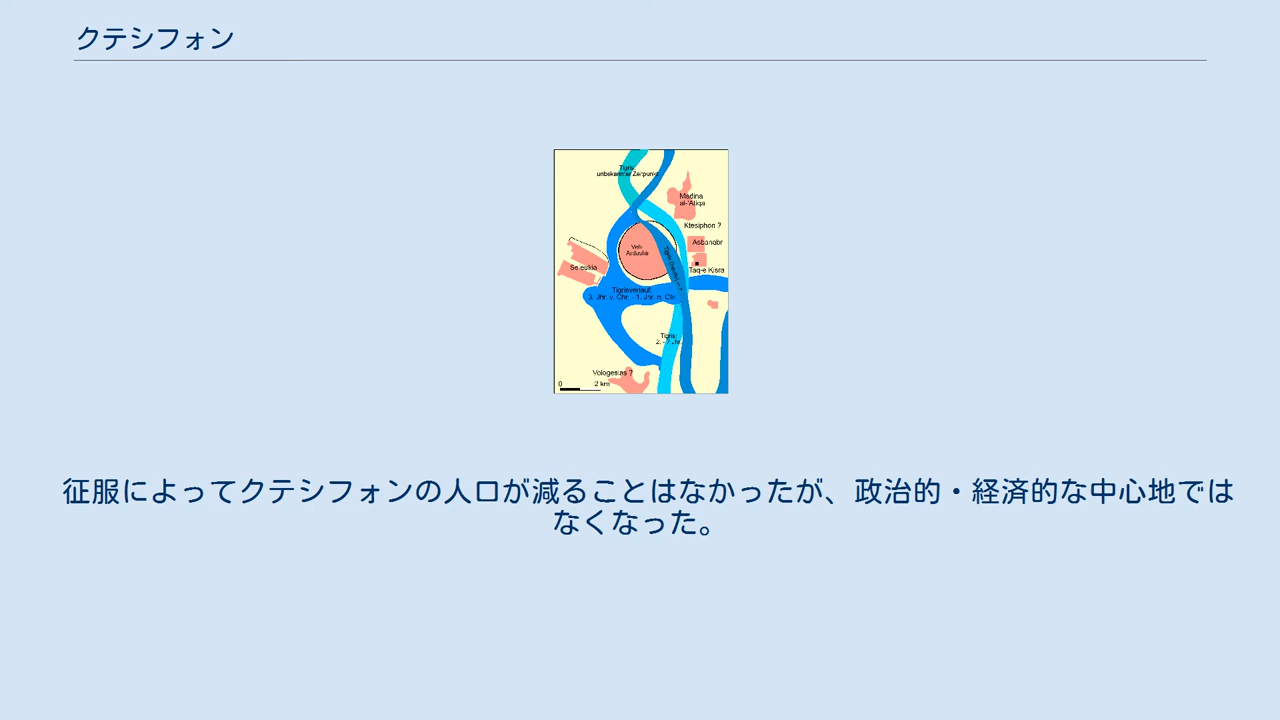 クテシフォン
Tigris:
unbekannter Zeitpunkt
Madina
al-'Atiqa
Ktesiphon ?
Asbanabr
Veh-
Ardashir
Seleukia
Taq-e Kisra
Tigrisverlauf,
3. Jhr. v. Chr. - 1. Jhr. n. Chr.
Tigris:
Vologesias ?
0 2 km
征服によってクテシフォンの人口が減ることはなかったが、政治的・経済的な中心地では
なくなった。